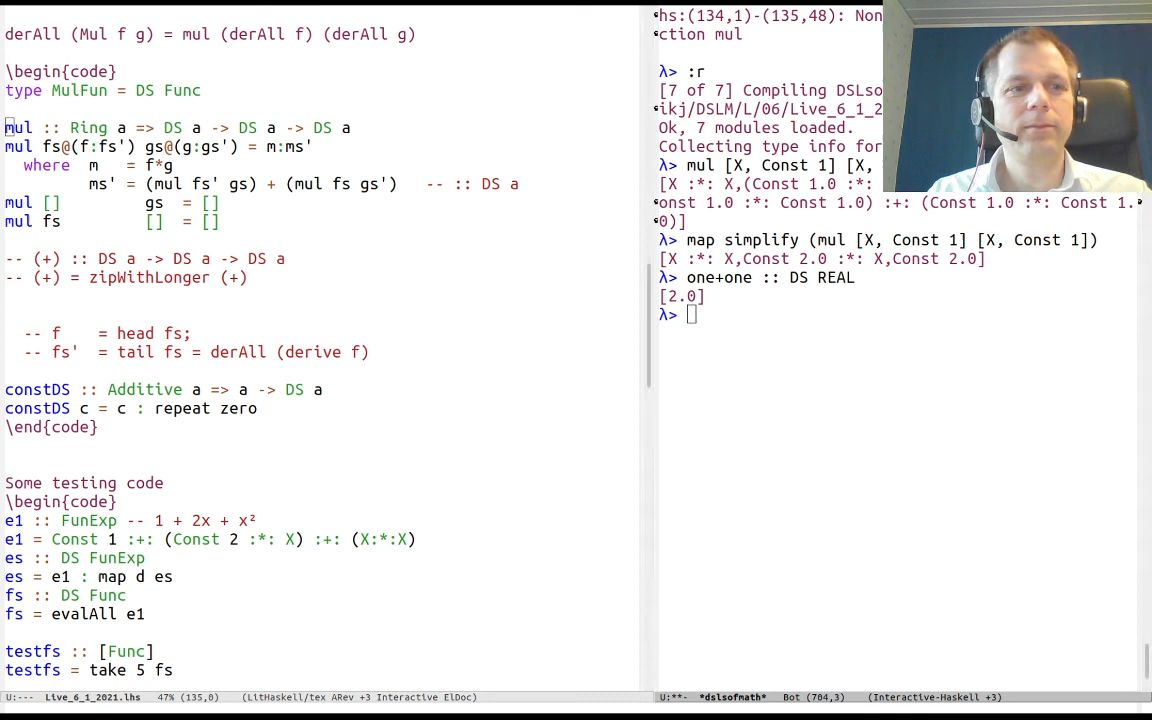 derAll (Mul f g) = mul (derAll f) (derAll g)
\begin{code}
type MulFun = DS Func
mul :: Ring a => DS a -> DS a -> DS a
mul fs@(f:fs') gs@(g:gs') = m:ms'
where m = f*g
ms' = (mul fs' gs) + (mul fs gs') -- :: DS a
mul [] gs = []
mul fs [] = []
-- (+) :: DS a -> DS a -> DS a
-- (+) = zipWithLonger (+)
-- f = head fs;
-- fs' = tail fs = derAll (derive f)
constDS :: Additive a => a -> DS a
constDS c = c : repeat zero
\end{code}
Some testing code
\begin{code}
e1 :: FunExp -- 1 + 2x + x²
e1 = Const 1 :+: (Const 2 :*: X) :+: (X:*:X)
es :: DS FunExp
es = e1 : map d es
fs :: DS Func
fs = evalAll e1
testfs :: [Func]
testfs = take 5 fs
U:--- Live_6_1_2021.lhs 47% (135,0) (LitHaskell/tex ARev +3 Interactive ElDoc)
hs:(134,1)-(135,48): Non
ction mul
λ> :r
[7 of 7] Compiling DSLso
ikj/DSLM/L/06/Live_6_1_2
Ok, 7 modules loaded.
Collecting type info for
λ> mul [X, Const 1] [X,
[X :*: X,(Const 1.0 :*:
onst 1.0 :*: Const 1.0) :+: (Const 1.0 :*: Const 1.
0)]
λ> map simplify (mul [X, Const 1] [X, Const 1])
[X :*: X,Const 2.0 :*: X,Const 2.0]
λ> one+one :: DS REAL
[2.0]
λ>
U:**- *dslsofmath* Bot (704,3) (Interactive-Haskell +3)